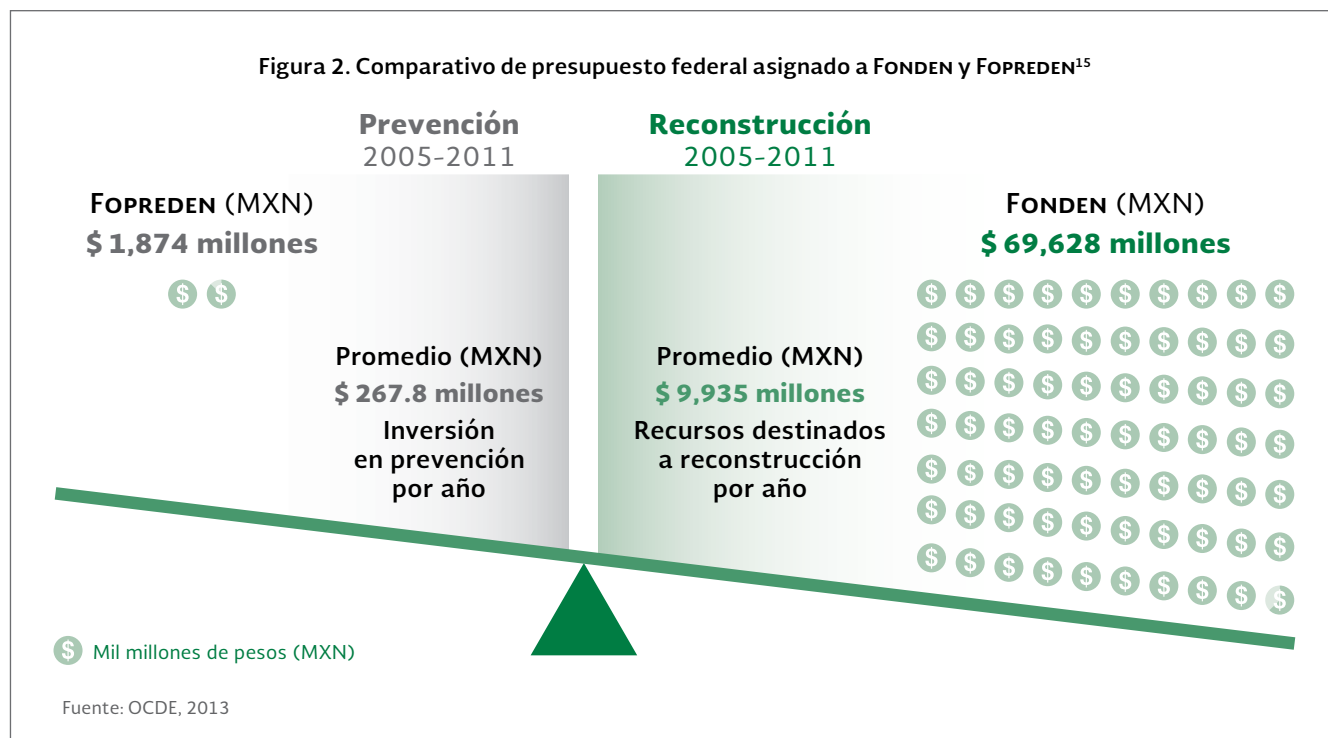 Figura 2. Comparativo de presupuesto federal asignado a FONDEN y FOPREDEN¹⁵
Prevención
2005-2011
FOPREDEN (MXN)
$ 1,874 millones
$ $
Promedio (MXN)
$ 267.8 millones
Inversión
en prevención
por año
Reconstrucción
2005-2011
Promedio (MXN)
$ 9,935 millones
Recursos destinados
a reconstrucción
por año
FONDEN (MXN)
$ 69,628 millones
$ $ $ $ $ $ $ $ $ $
$ $ $ $ $ $ $ $ $ $
$ $ $ $ $ $ $ $ $ $
$ $ $ $ $ $ $ $ $ $
$ $ $ $ $ $ $ $ $ $
$ $ $ $ $ $ $ $ $ $
$ $ $ $ $ $ $ $ $ $
$ Mil millones de pesos (MXN)
Fuente: OCDE, 2013